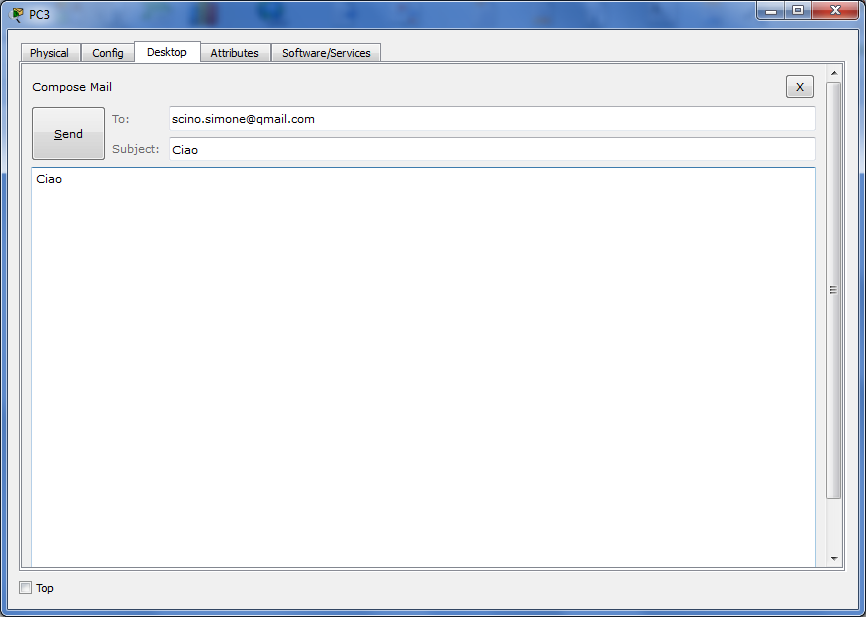 PC3
Physical Config Desktop Attributes Software/Services
Compose Mail X
Send
To: scino.simone@qmail.com
Subject: Ciao
Ciao
Top